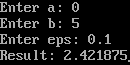 Enter a: 0
Enter b: 5
Enter eps: 0.1
Result: 2.421875